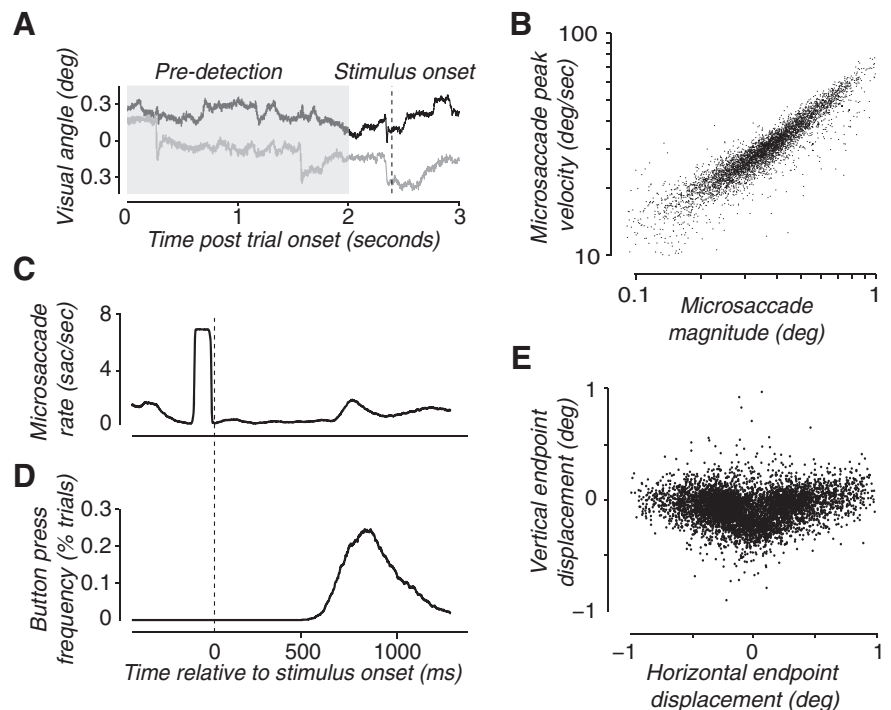 A
Pre-detection
Stimulus onset
Visual angle (deg)
0.3
0
0.3
0
1
2
3
Time post trial onset (seconds)
B
Microsaccade peak
velocity (deg/sec)
100
10
0.1
1
Microsaccade
magnitude (deg)
C
Microsaccade
rate (sac/sec)
8
4
0
D
Button press
frequency (% trials)
0.3
0.2
0.1
0
0
500
1000
Time relative to stimulus onset (ms)
E
Vertical endpoint
displacement (deg)
1
0
−1
−1
0
1
Horizontal endpoint
displacement (deg)